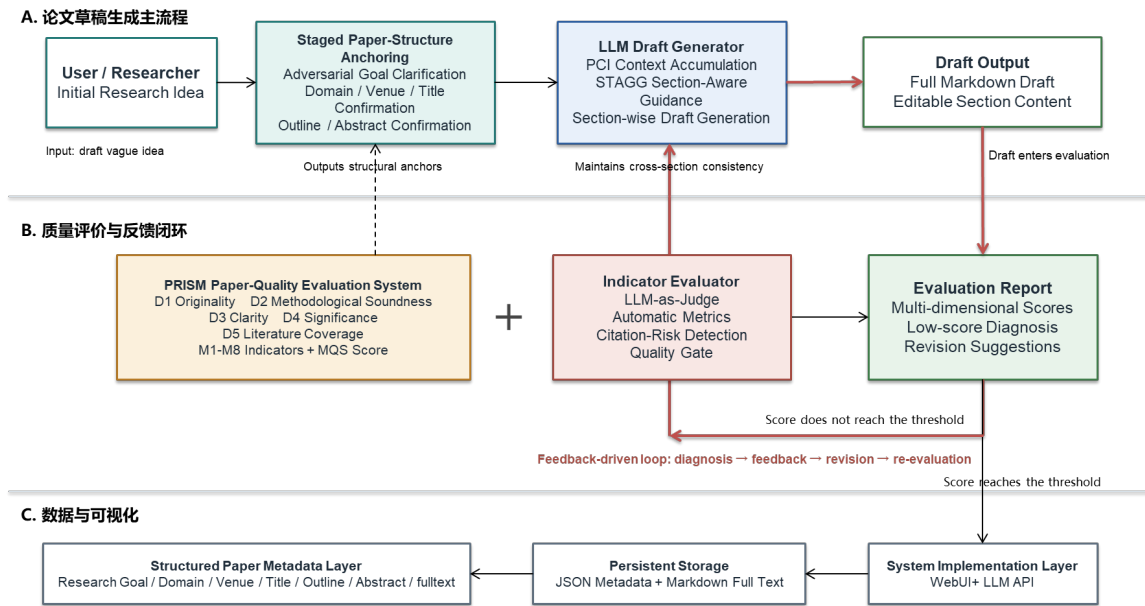 A. 论文草稿生成主流程
User / Researcher
Initial Research Idea
Input: draft vague idea
Staged Paper-Structure
Anchoring
Adversarial Goal Clarification
Domain / Venue / Title
Confirmation
Outline / Abstract Confirmation
Outputs structural anchors
LLM Draft Generator
PCI Context Accumulation
STAGG Section-Aware
Guidance
Section-wise Draft Generation
Maintains cross-section consistency
Draft Output
Full Markdown Draft
Editable Section Content
Draft enters evaluation
B. 质量评价与反馈闭环
PRISM Paper-Quality Evaluation System
D1 Originality D2 Methodological Soundness
D3 Clarity D4 Significance
D5 Literature Coverage
M1-M8 Indicators + MQS Score
+
Indicator Evaluator
LLM-as-Judge
Automatic Metrics
Citation-Risk Detection
Quality Gate
Evaluation Report
Multi-dimensional Scores
Low-score Diagnosis
Revision Suggestions
Score does not reach the threshold
Feedback-driven loop: diagnosis → feedback → revision → re-evaluation
Score reaches the threshold
C. 数据与可视化
Structured Paper Metadata Layer
Research Goal / Domain / Venue / Title / Outline / Abstract / fulltext
Persistent Storage
JSON Metadata + Markdown Full Text
System Implementation Layer
WebUI+ LLM API